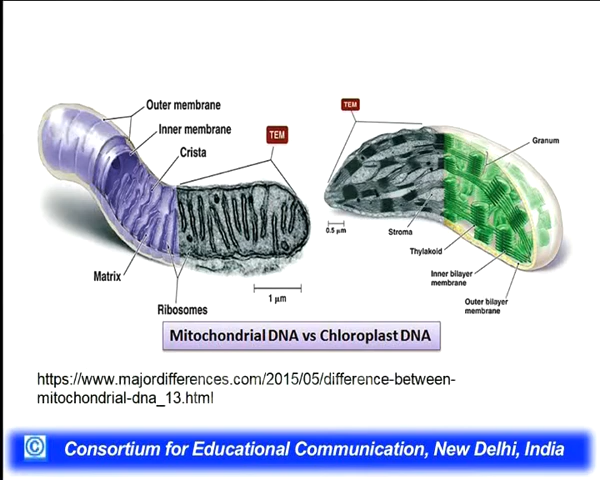 Outer membrane
Inner membrane
Crista
TEM
Matrix
Ribosomes
1 μm
TEM
Granum
0.5 μm
Stroma
Thylakoid
Inner bilayer
membrane
Outer bilayer
membrane
Mitochondrial DNA vs Chloroplast DNA
https://www.majordifferences.com/2015/05/difference-between-
mitochondrial-dna_13.html
© Consortium for Educational Communication, New Delhi, India